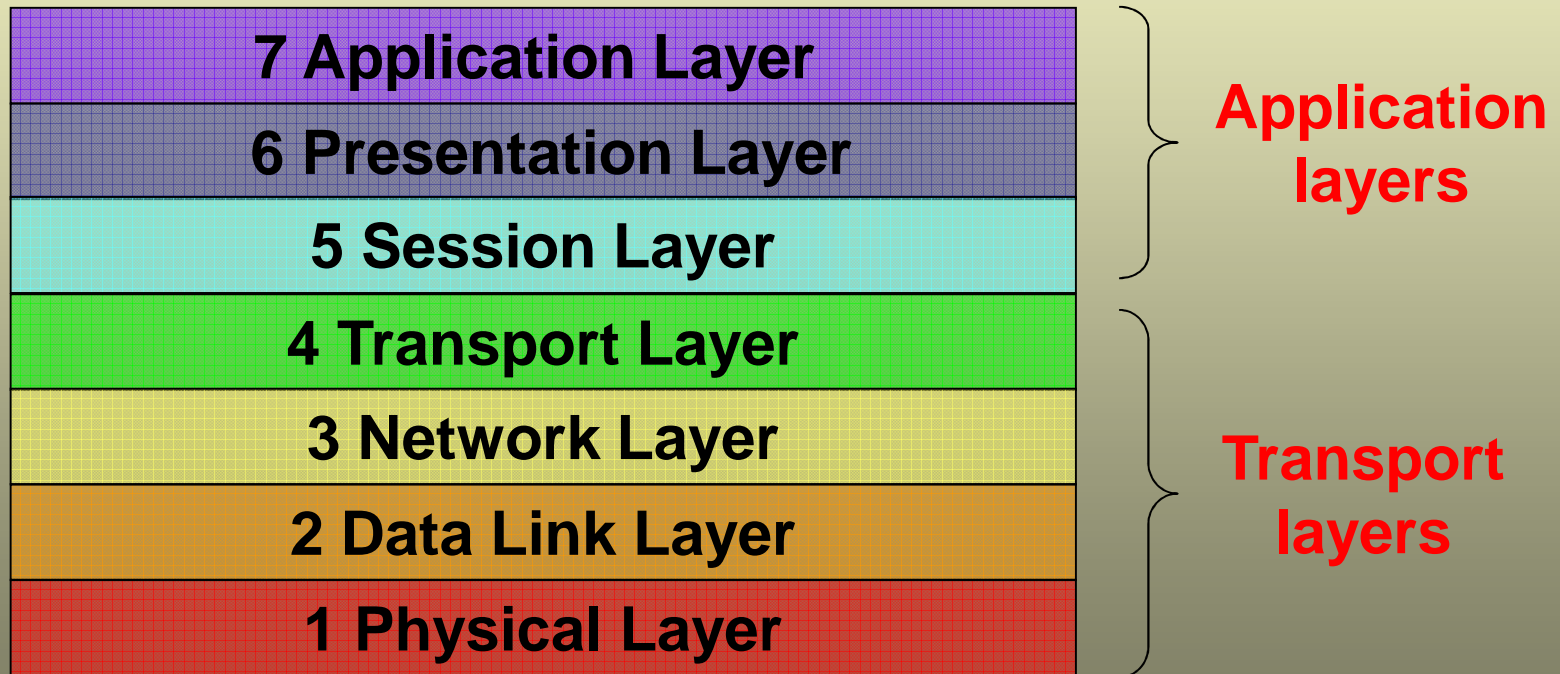 7 Application Layer
6 Presentation Layer
5 Session Layer
4 Transport Layer
3 Network Layer
2 Data Link Layer
1 Physical Layer
Application
layers
Transport
layers